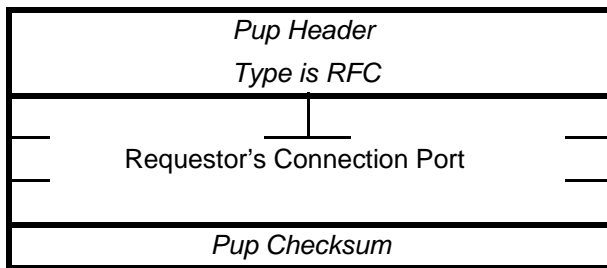 Pup Header
Type is RFC
Requestor's Connection Port
Pup Checksum